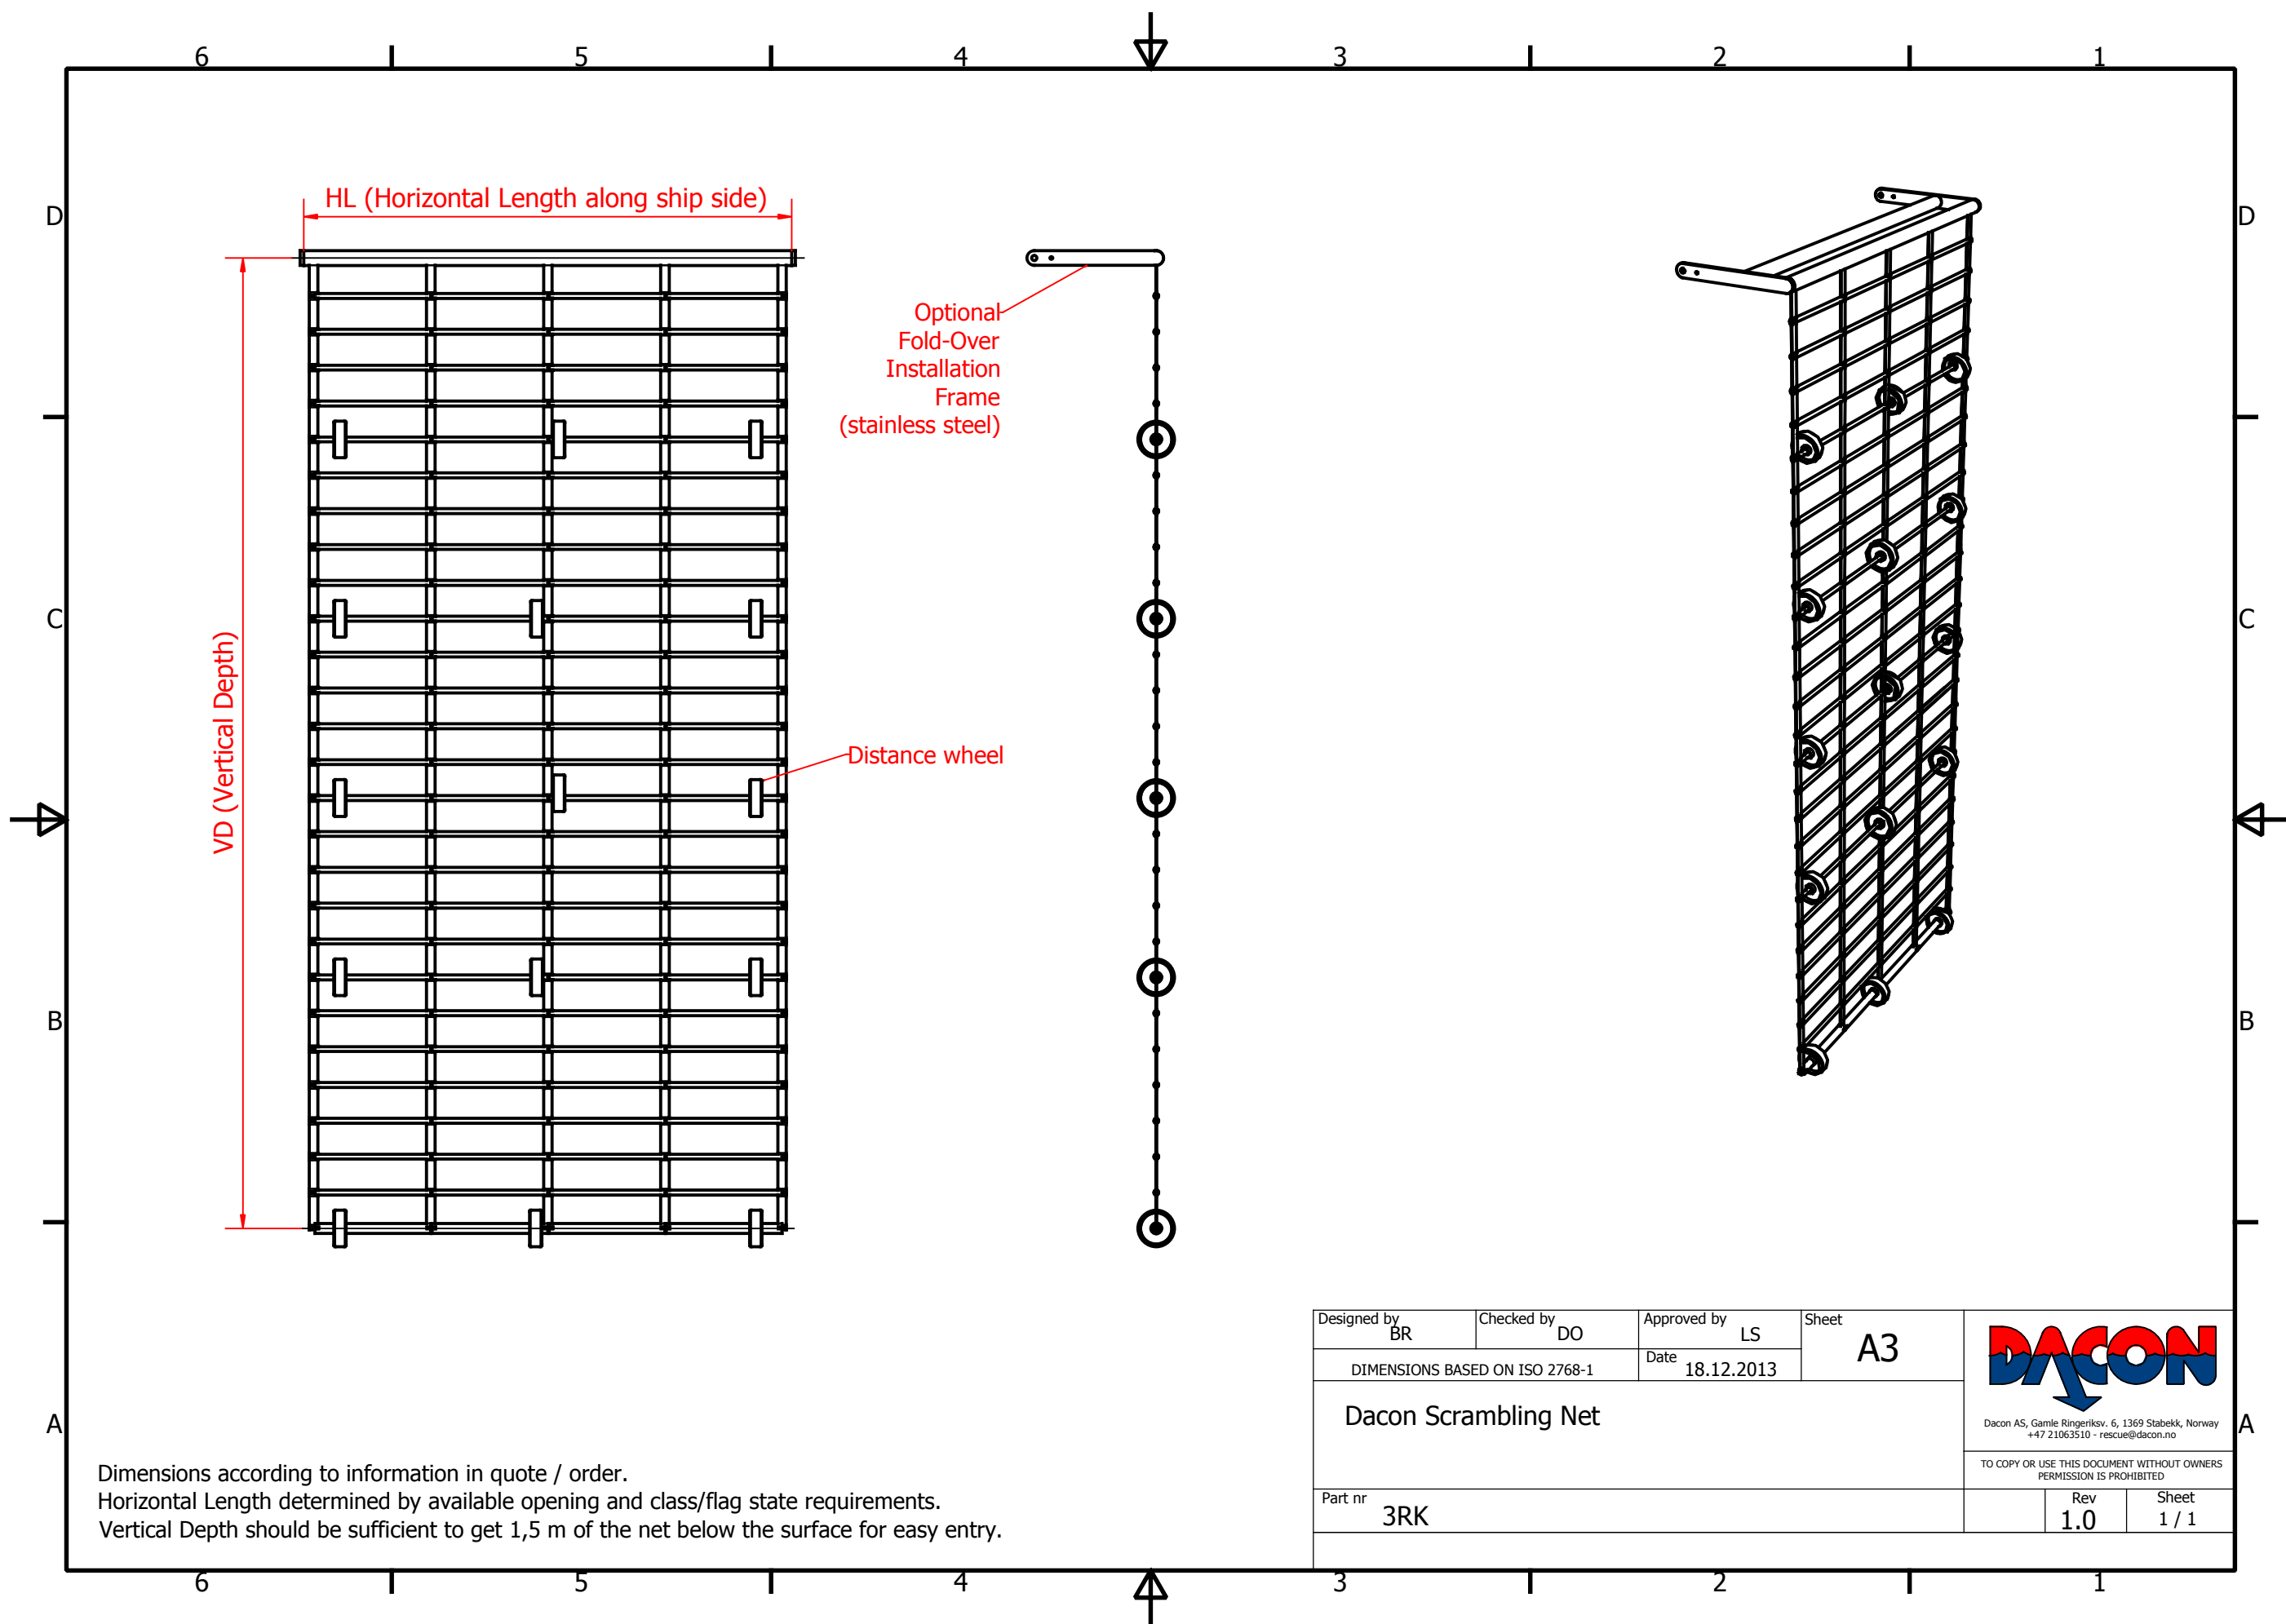 6 5 4 3 2 1
D D
HL (Horizontal Length along ship side)
Optional
Fold-Over
Installation
Frame
(stainless steel)
C C
VD (Vertical Depth)
Distance wheel
B B
Designed by
BR
Checked by
DO
Approved by
LS
Sheet
A3
DIMENSIONS BASED ON ISO 2768-1
Date
18.12.2013
DACON
Dacon Scrambling Net
Dacon AS, Gamle Ringeriksv. 6, 1369 Stabekk, Norway
+47 21063510 - rescue@dacon.no
A A
TO COPY OR USE THIS DOCUMENT WITHOUT OWNERS
PERMISSION IS PROHIBITED
Dimensions according to information in quote / order.
Horizontal Length determined by available opening and class/flag state requirements.
Vertical Depth should be sufficient to get 1,5 m of the net below the surface for easy entry.
Part nr
3RK
Rev
1.0
Sheet
1 / 1
6 5 4 3 2 1